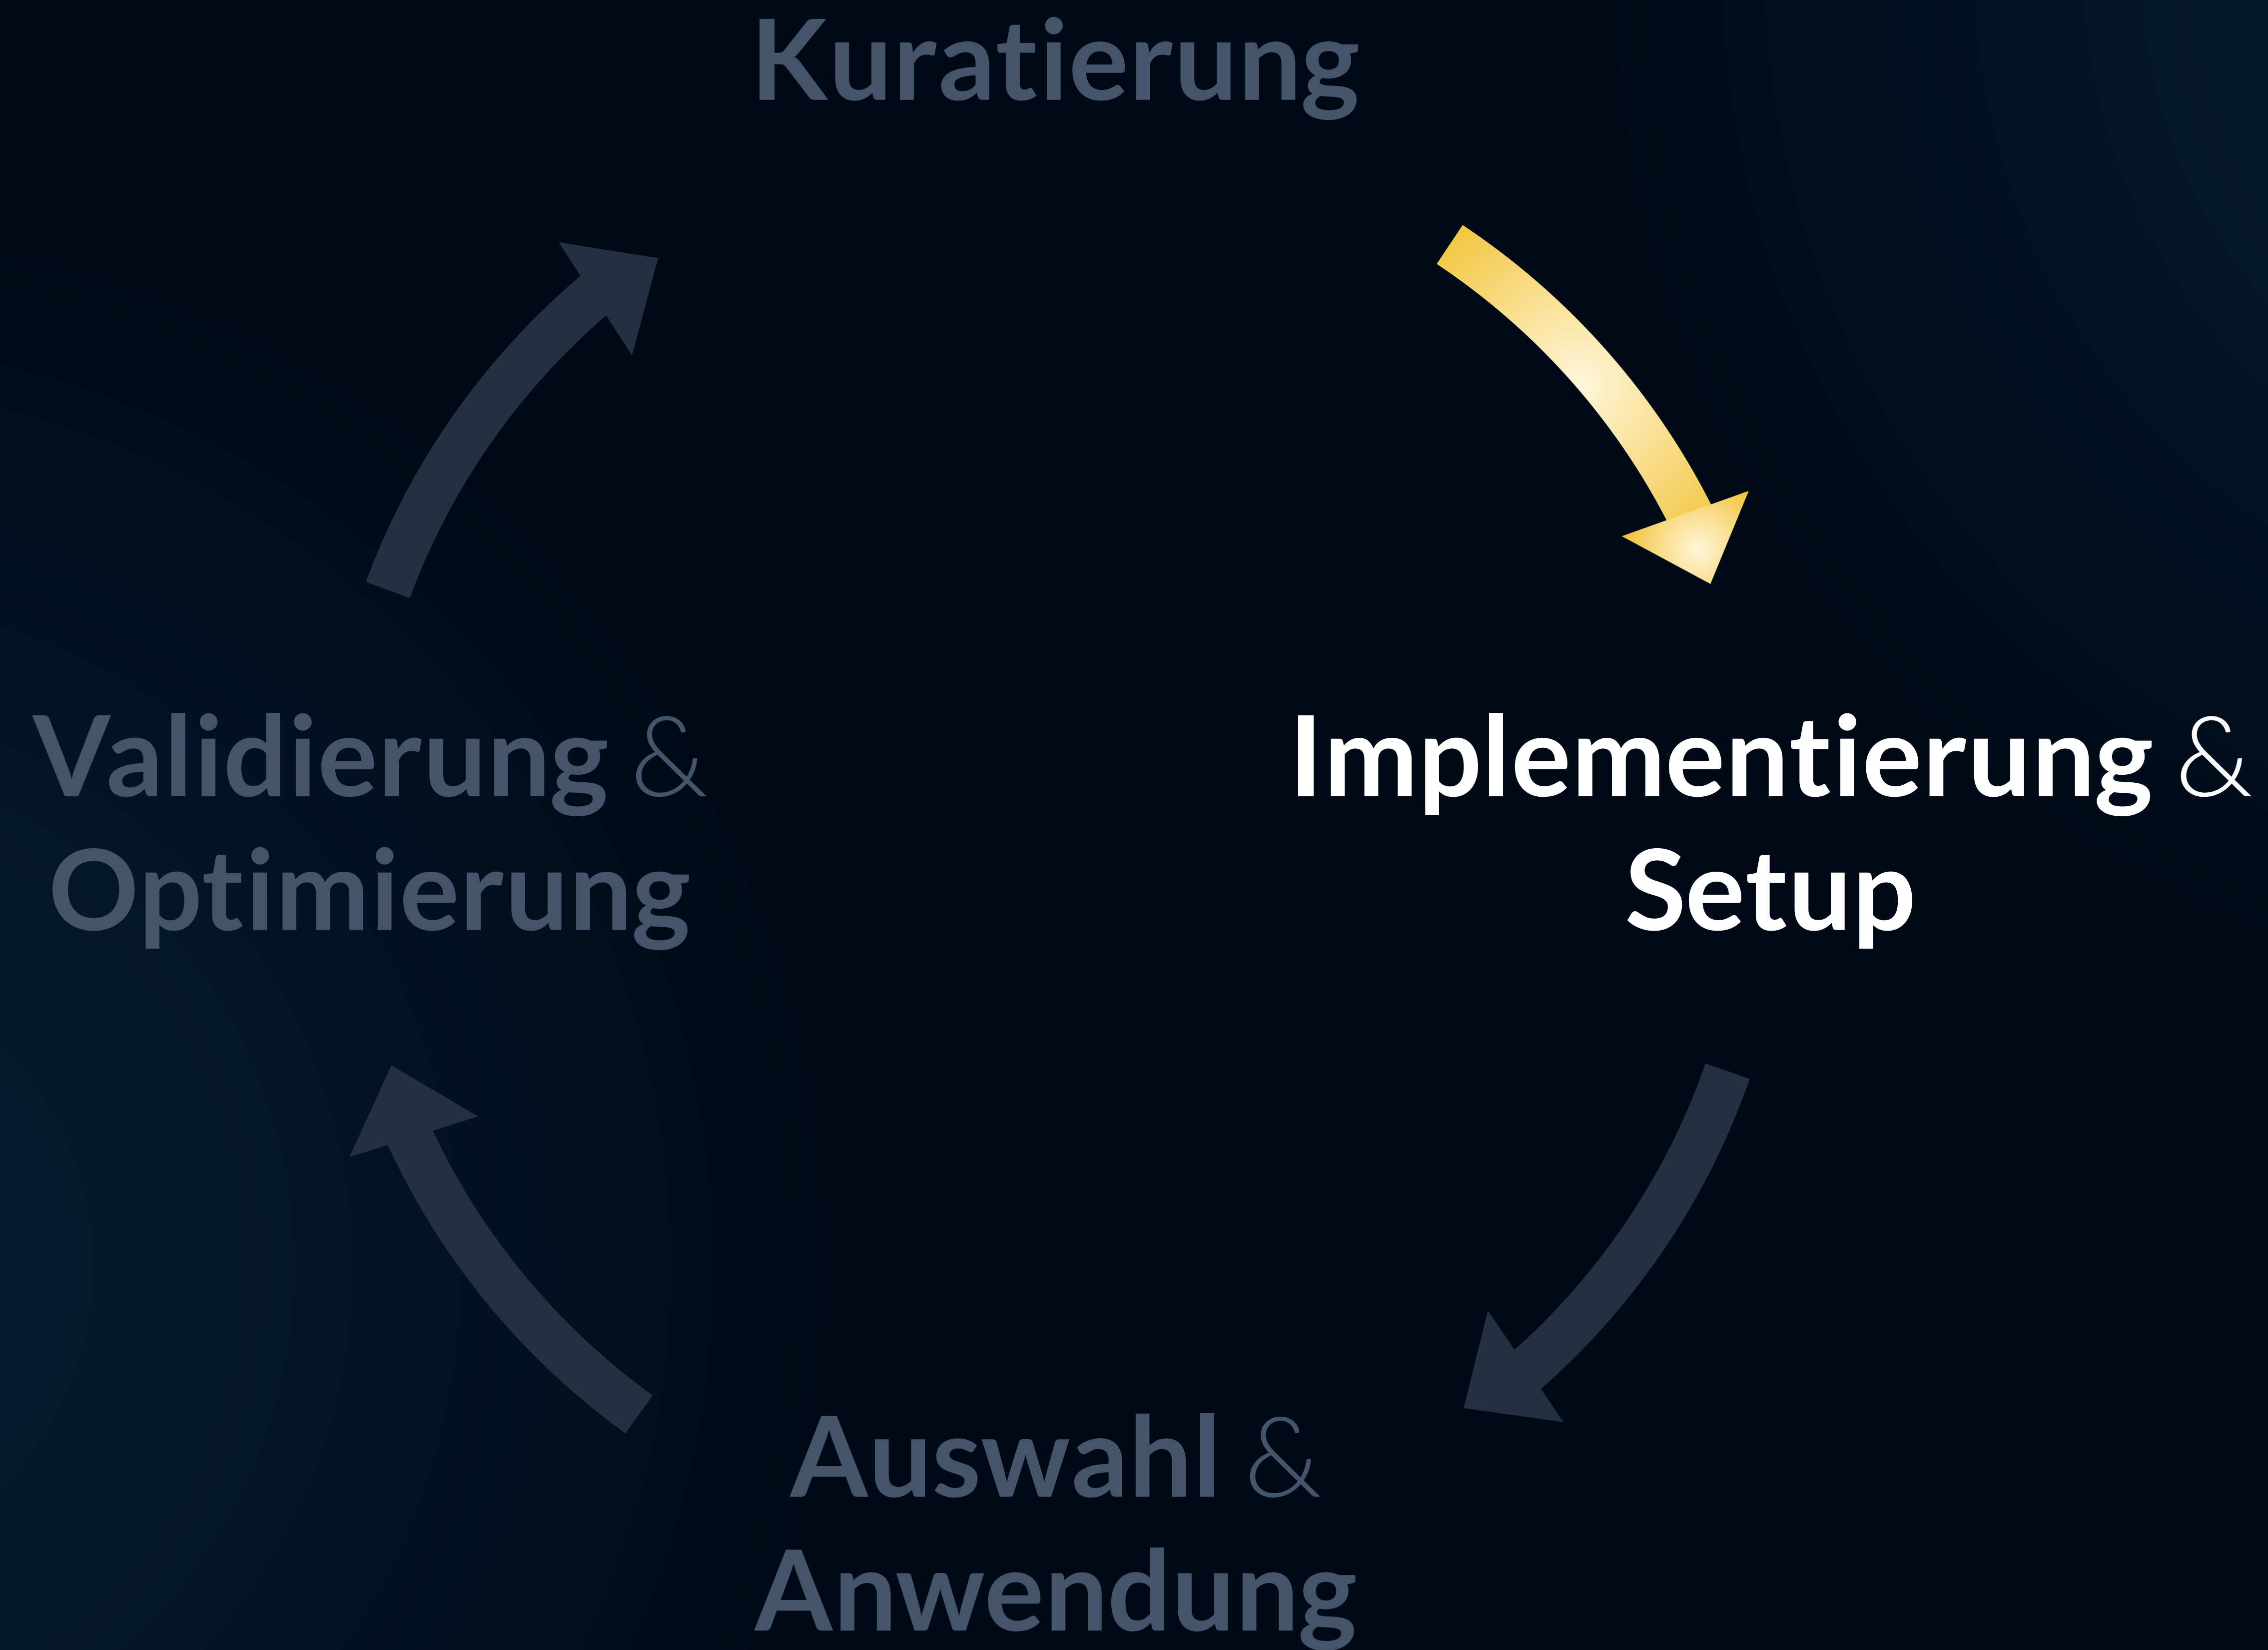 Kuratierung
Validierung &
Optimierung
Implementierung &
Setup
Auswahl &
Anwendung